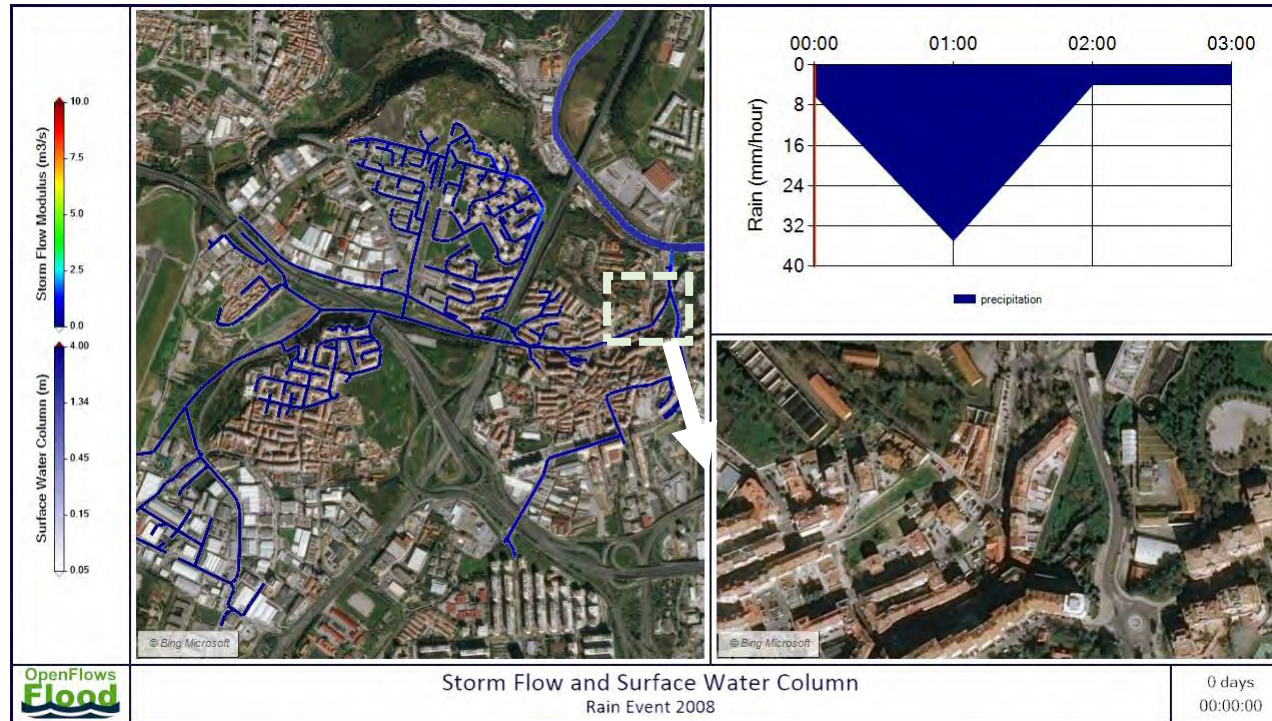 Storm Flow Modulus (m3/s)
10.0
7.5
5.0
2.5
0.0
Surface Water Column (m)
4.00
1.34
0.45
0.15
0.05
© Bing Microsoft
00:00 01:00 02:00 03:00
Rain (mm/hour)
0
8
16
24
32
40
precipitation
© Bing Microsoft
OpenFlows
Flood
Storm Flow and Surface Water Column
Rain Event 2008
0 days
00:00:00